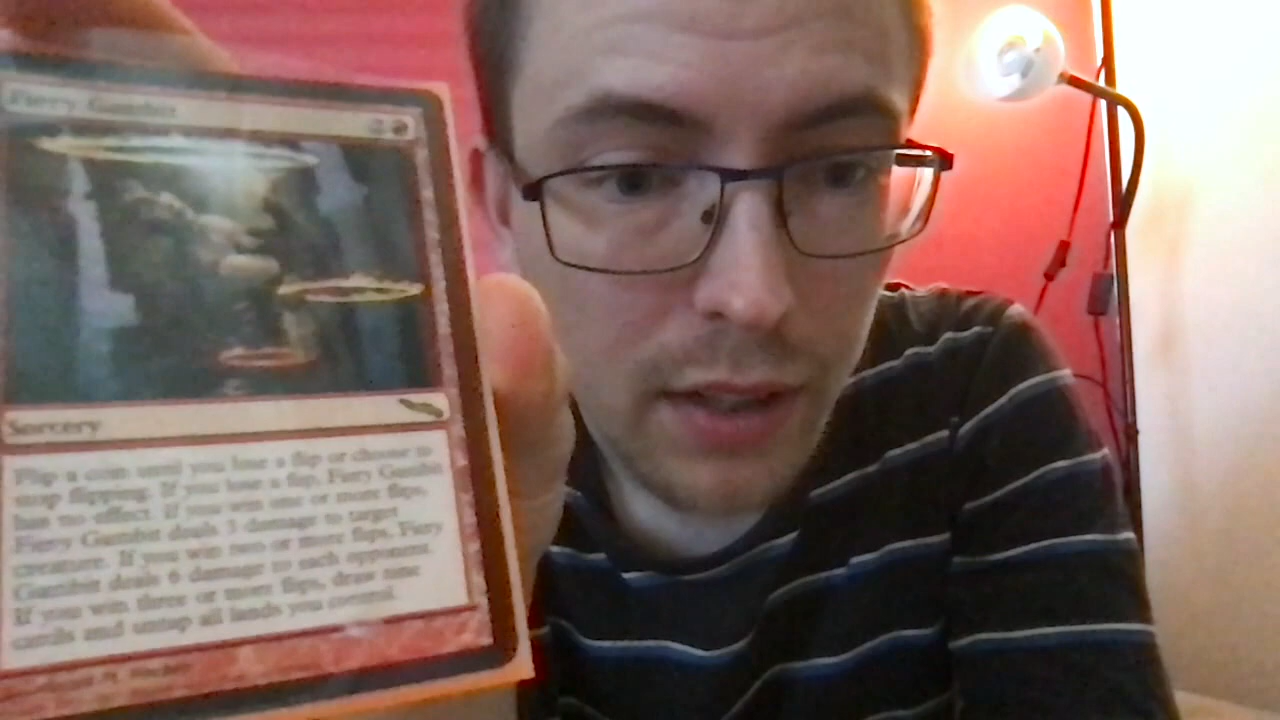 Fiery Gambit
Sorcery
Flip a coin until you lose a flip or choose to
stop flipping. If you lose a flip, Fiery Gambit
has no effect. If you win one or more flips,
Fiery Gambit deals 3 damage to target
creature. If you win two or more flips, Fiery
Gambit deals 6 damage to each opponent.
If you win three or more flips, draw nine
cards and untap all lands you control.